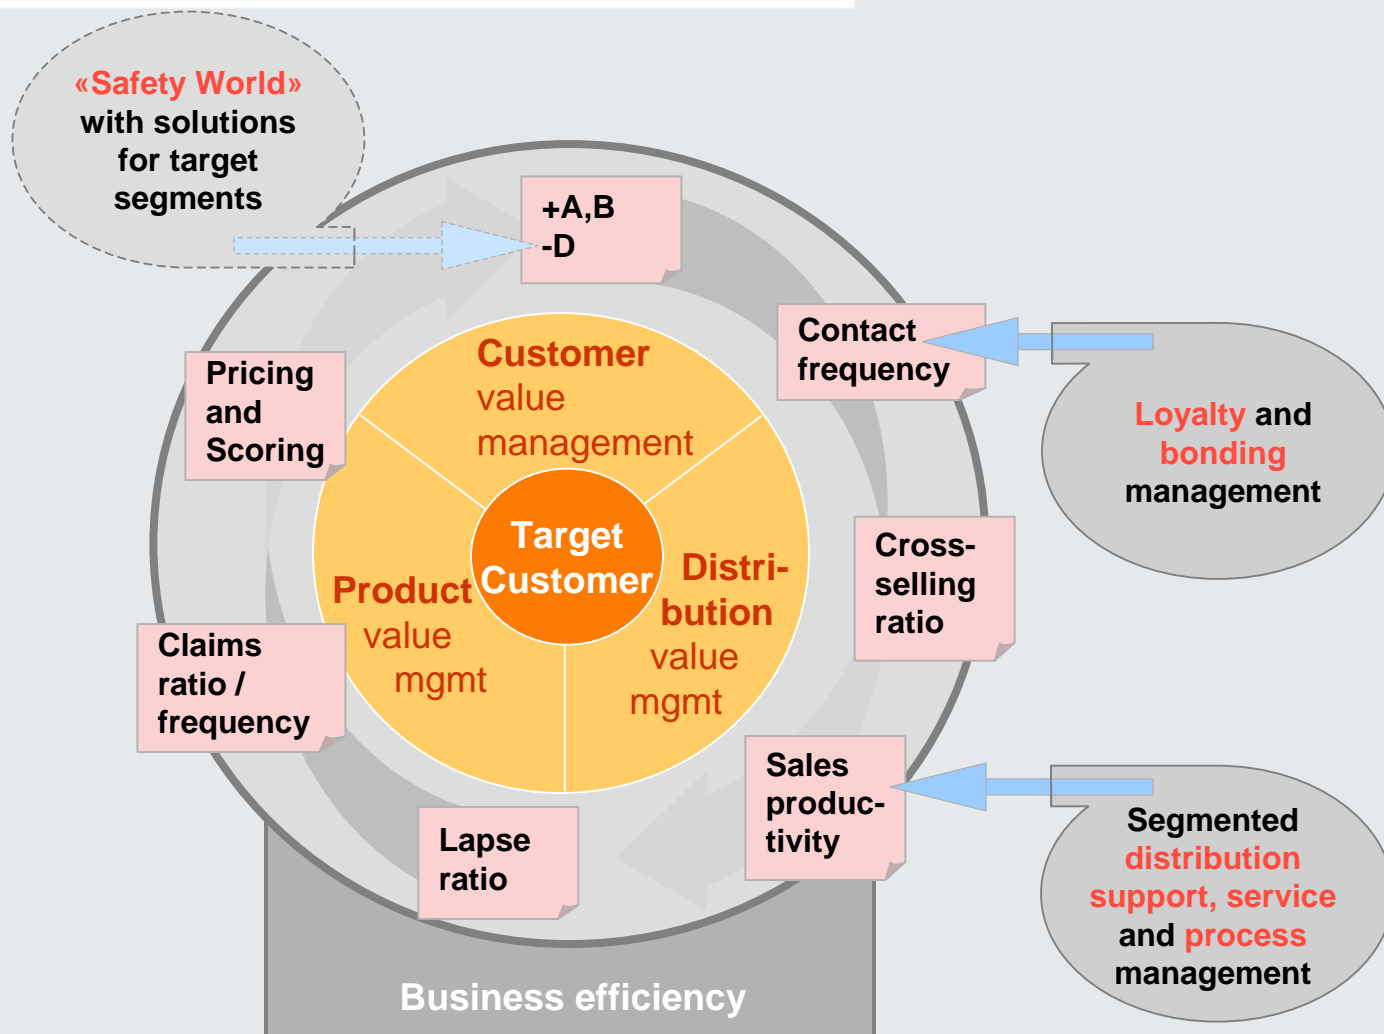 «Safety World»
with solutions
for target
segments
+A,B
-D
Contact
frequency
Loyalty and
bonding
management
Pricing
and
Scoring
Customer
value
management
Target
Customer
Distri-
bution
value
mgmt
Product
value
mgmt
Cross-
selling
ratio
Claims
ratio /
frequency
Sales
produc-
tivity
Lapse
ratio
Segmented
distribution
support, service
and process
management
Business efficiency